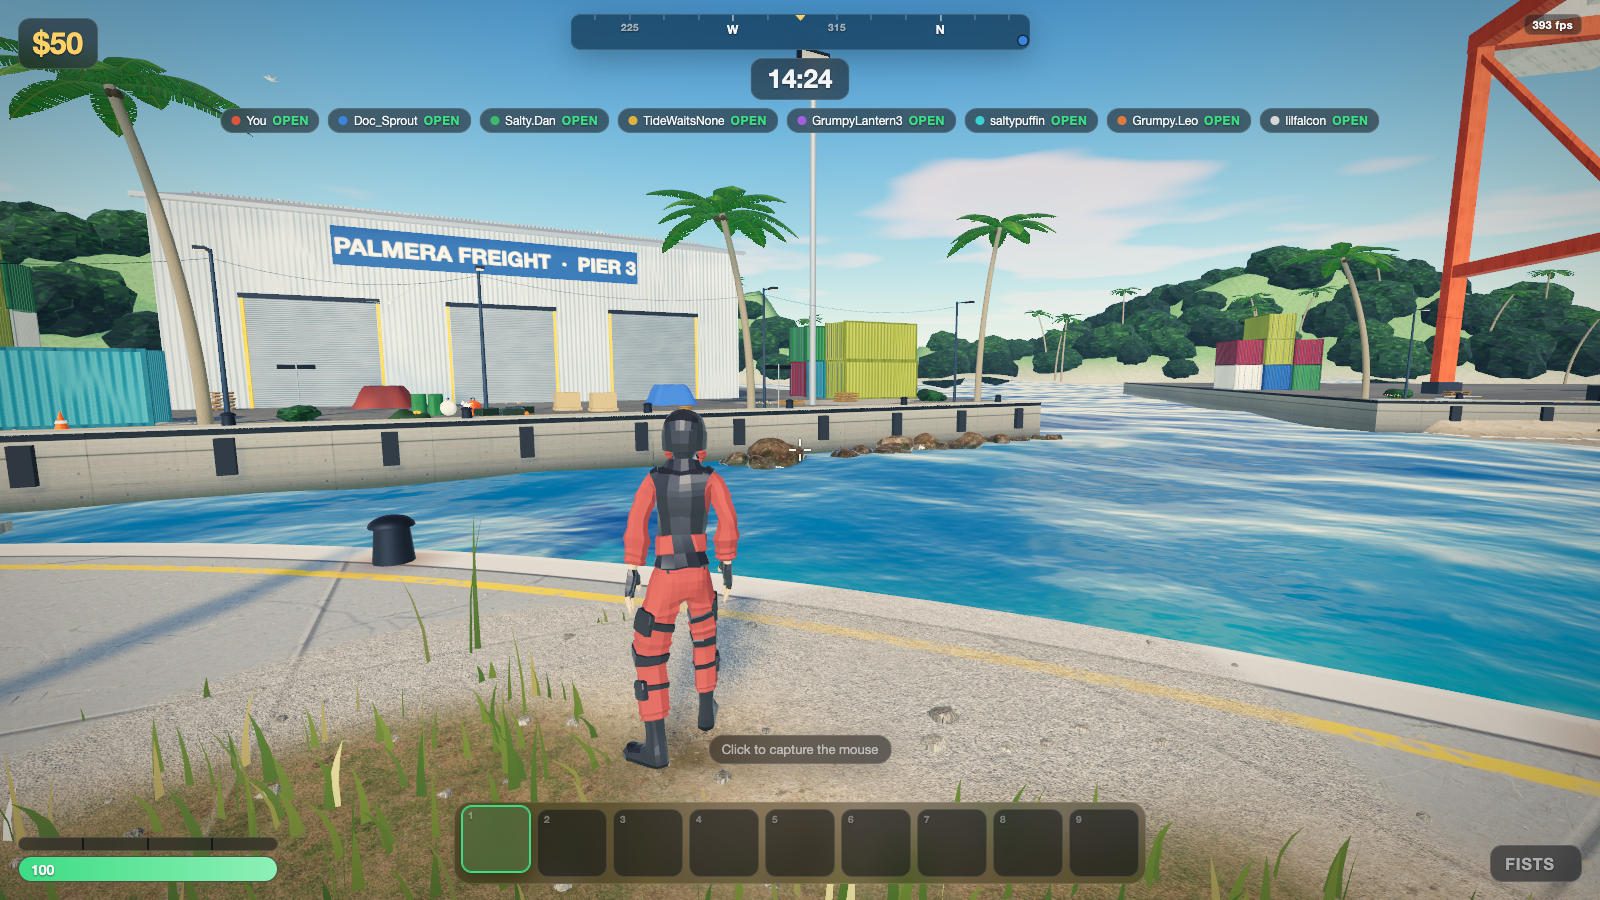 $50
225 W 315 N
393 fps
14:24
You OPEN
Doc_Sprout OPEN
Salty.Dan OPEN
TideWaitsNone OPEN
GrumpyLantern3 OPEN
saltypuffin OPEN
Grumpy.Leo OPEN
lilfalcon OPEN
PALMERA FREIGHT · PIER 3
Click to capture the mouse
1 2 3 4 5 6 7 8 9
100
FISTS